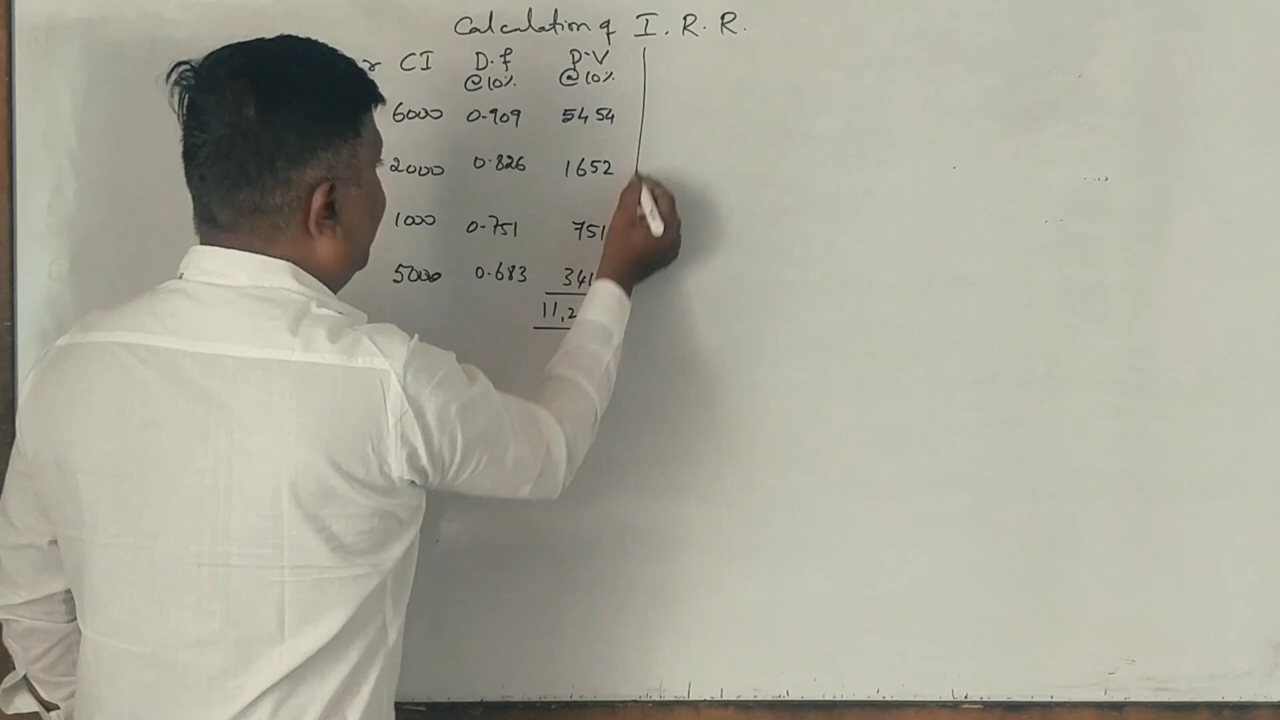 Calculation of I. R. R.
CI D.f P.V
@10% @10%
6000 0.909 5454
2000 0.826 1652
1000 0.751 751
5000 0.683